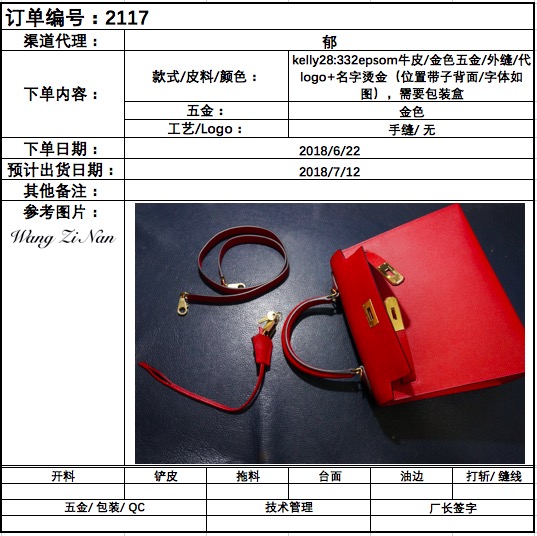 订单编号：2117
渠道代理：
郁
下单内容：
款式/皮料/颜色：
kelly28:332epsom牛皮/金色五金/外缝/代
logo+名字烫金（位置带子背面/字体如
图），需要包装盒
五金：
金色
工艺/Logo：
手缝/ 无
下单日期：
2018/6/22
预计出货日期：
2018/7/12
其他备注：
参考图片：
Wang ZiNan
开料
铲皮
拖料
台面
油边
打斩/ 缝线
五金/ 包装/ QC
技术管理
厂长签字